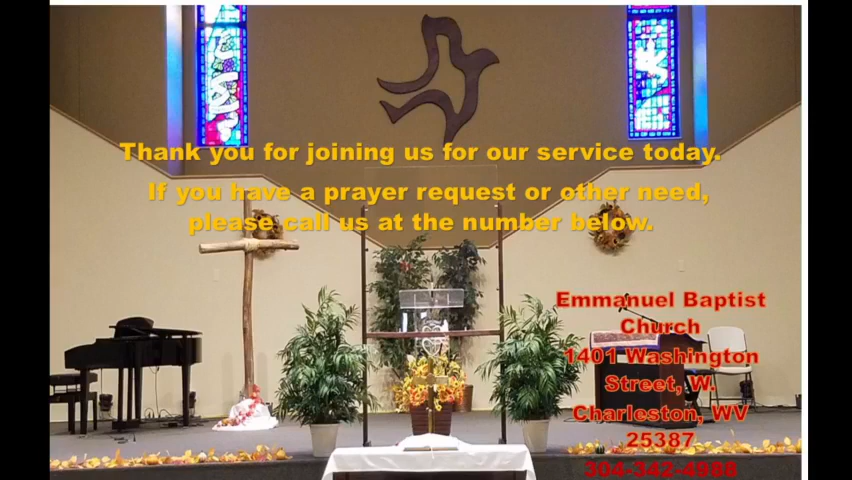 Thank you for joining us for our service today.
If you have a prayer request or other need,
please call us at the number below.
Emmanuel Baptist
Church
1401 Washington
Street, W.
Charleston, WV
25387
304-342-4988